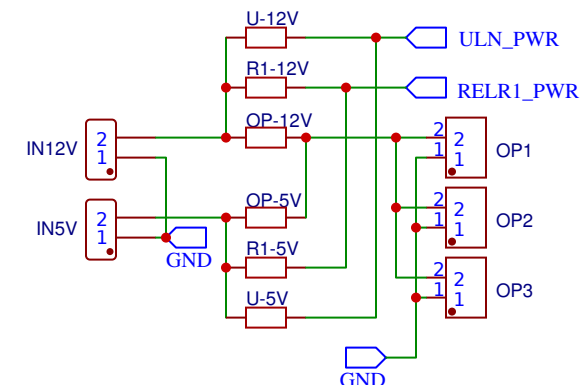 U-12V
ULN_PWR
R1-12V
RELR1_PWR
OP-12V
IN12V
2
1
2
1
2
1
OP1
OP-5V
IN5V
2
1
2
1
2
1
OP2
GND
R1-5V
2
1
2
1
OP3
U-5V
GND